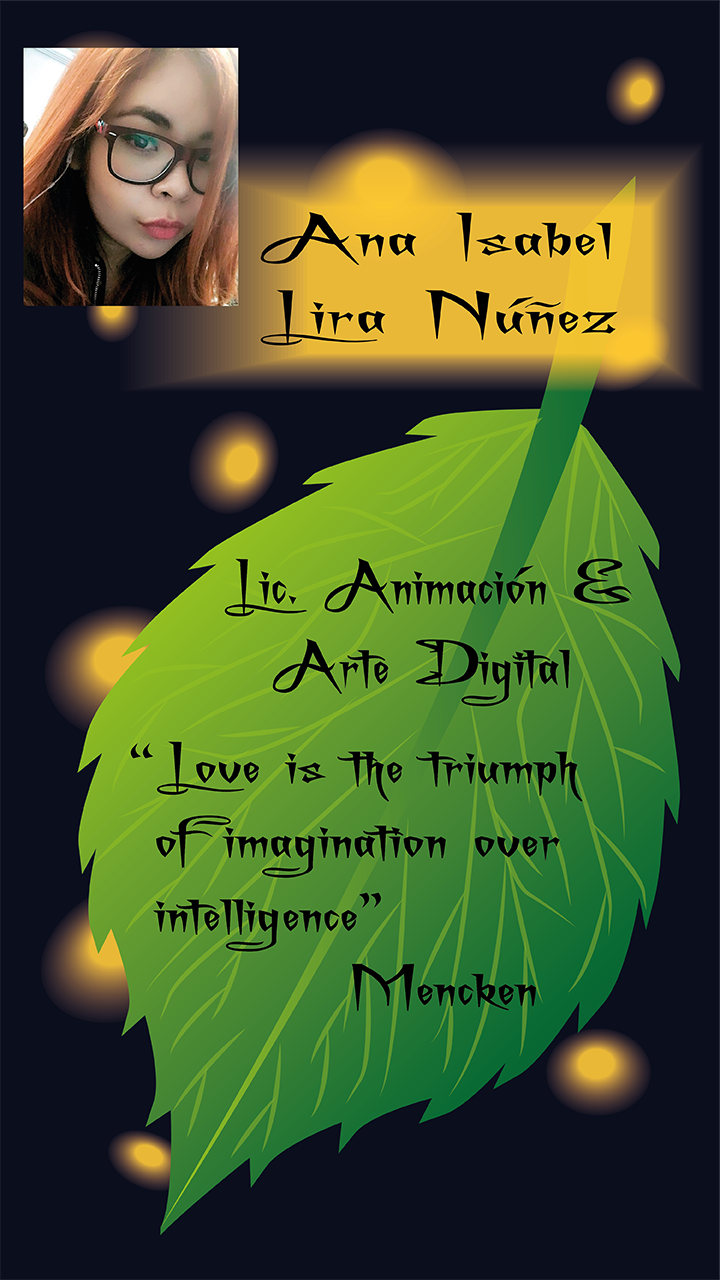 Ana Isabel
Lira Núñez
Lic. Animación &
Arte Digital
“Love is the triumph
of imagination over
intelligence”
Mencken